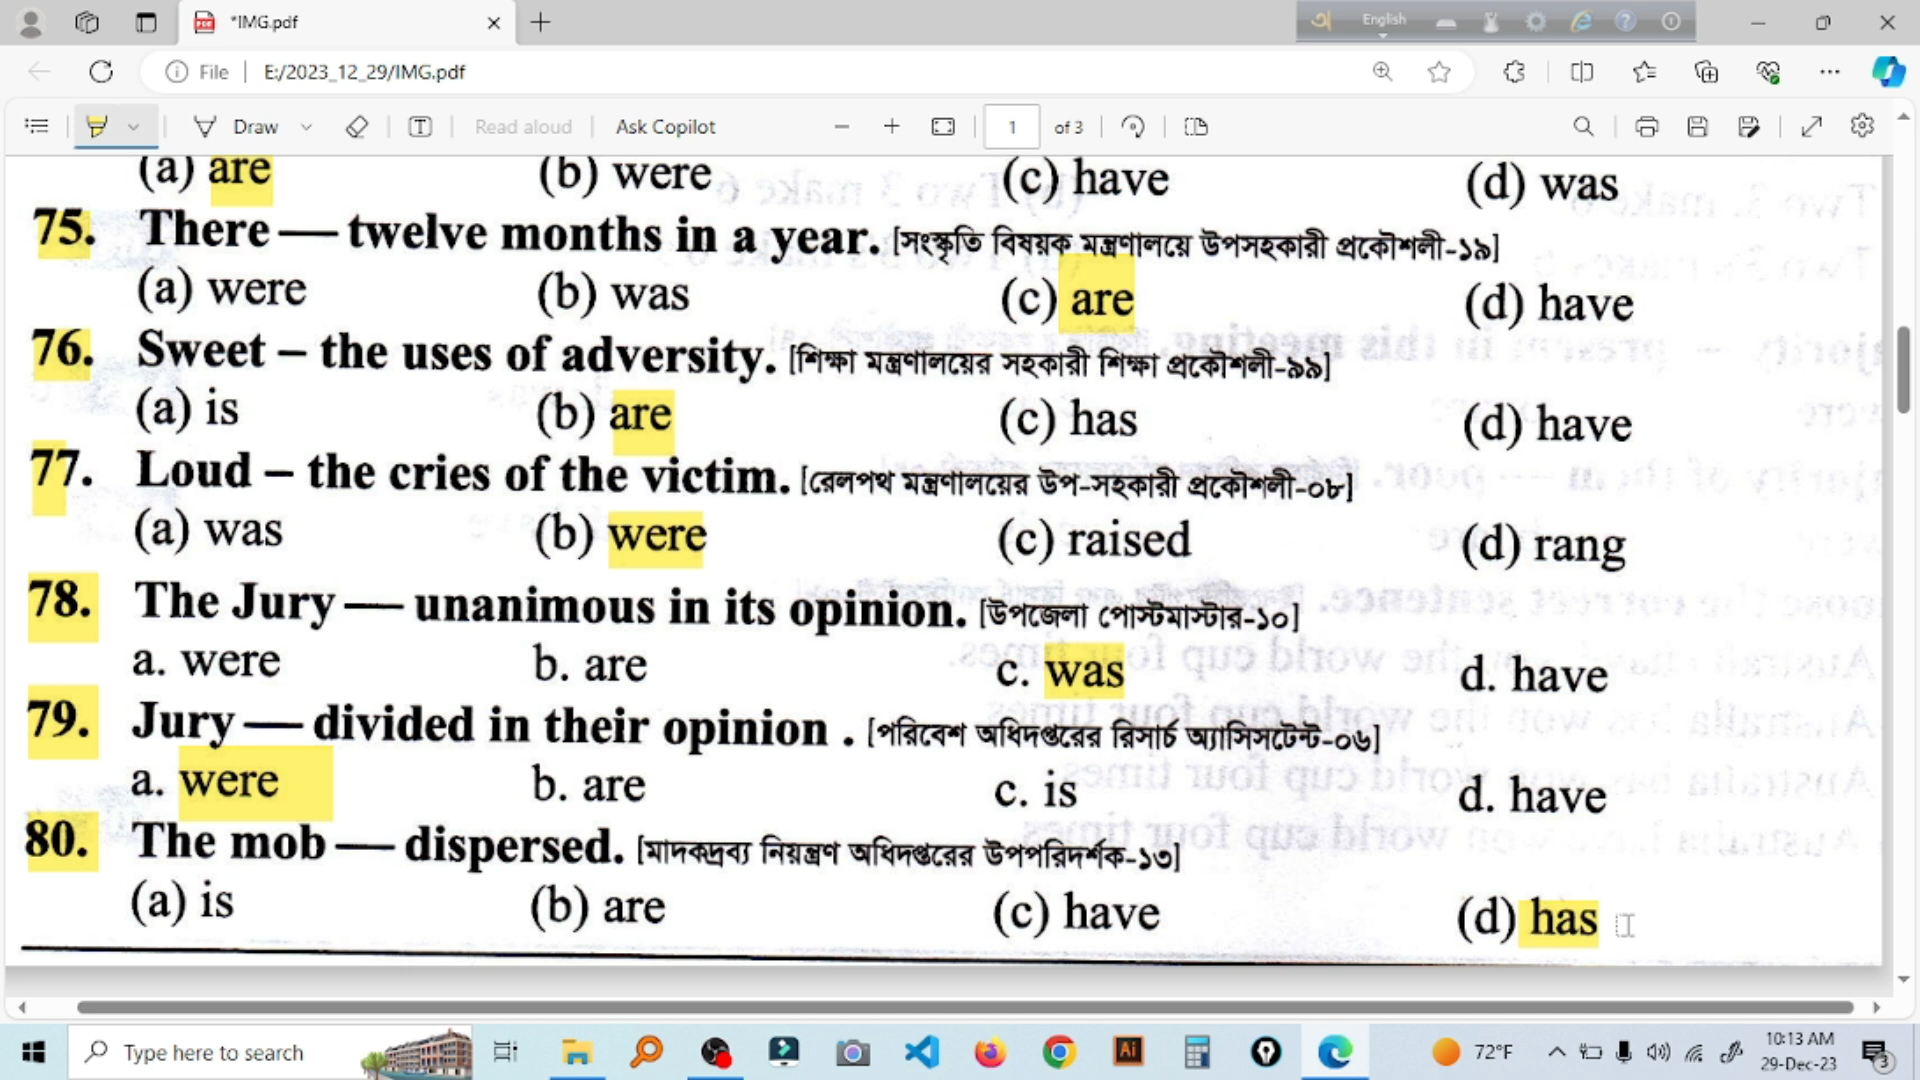 *IMG.pdf
English
File E:/2023_12_29/IMG.pdf
Draw Read aloud Ask Copilot 1 of 3
(a) are (b) were (c) have (d) was
75. There — twelve months in a year. [সংস্কৃতি বিষয়ক মন্ত্রণালয়ে উপসহকারী প্রকৌশলী-১৯]
(a) were (b) was (c) are (d) have
76. Sweet – the uses of adversity. [শিক্ষা মন্ত্রণালয়ের সহকারী শিক্ষা প্রকৌশলী-৯৯]
(a) is (b) are (c) has (d) have
77. Loud – the cries of the victim. [রেলপথ মন্ত্রণালয়ের উপ-সহকারী প্রকৌশলী-০৮]
(a) was (b) were (c) raised (d) rang
78. The Jury — unanimous in its opinion. [উপজেলা পোস্টমাস্টার-১০]
a. were b. are c. was d. have
79. Jury — divided in their opinion . [পরিবেশ অধিদপ্তরের রিসার্চ অ্যাসিসটেন্ট-০৬]
a. were b. are c. is d. have
80. The mob — dispersed. [মাদকদ্রব্য নিয়ন্ত্রণ অধিদপ্তরের উপপরিদর্শক-১৩]
(a) is (b) are (c) have (d) has
Type here to search Ai 72°F 10:13 AM
29-Dec-23 3